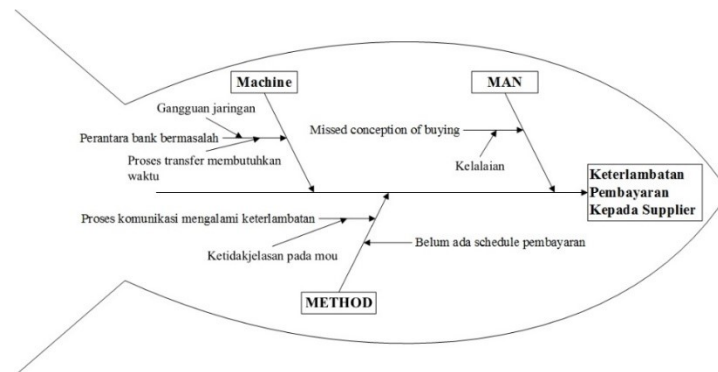 Machine
MAN
Gangguan jaringan
Perantara bank bermasalah
Proses transfer membutuhkan
waktu
Missed conception of buying
Kelalaian
Keterlambatan
Pembayaran
Kepada Supplier
Proses komunikasi mengalami keterlambatan
Ketidakjelasan pada mou
Belum ada schedule pembayaran
METHOD